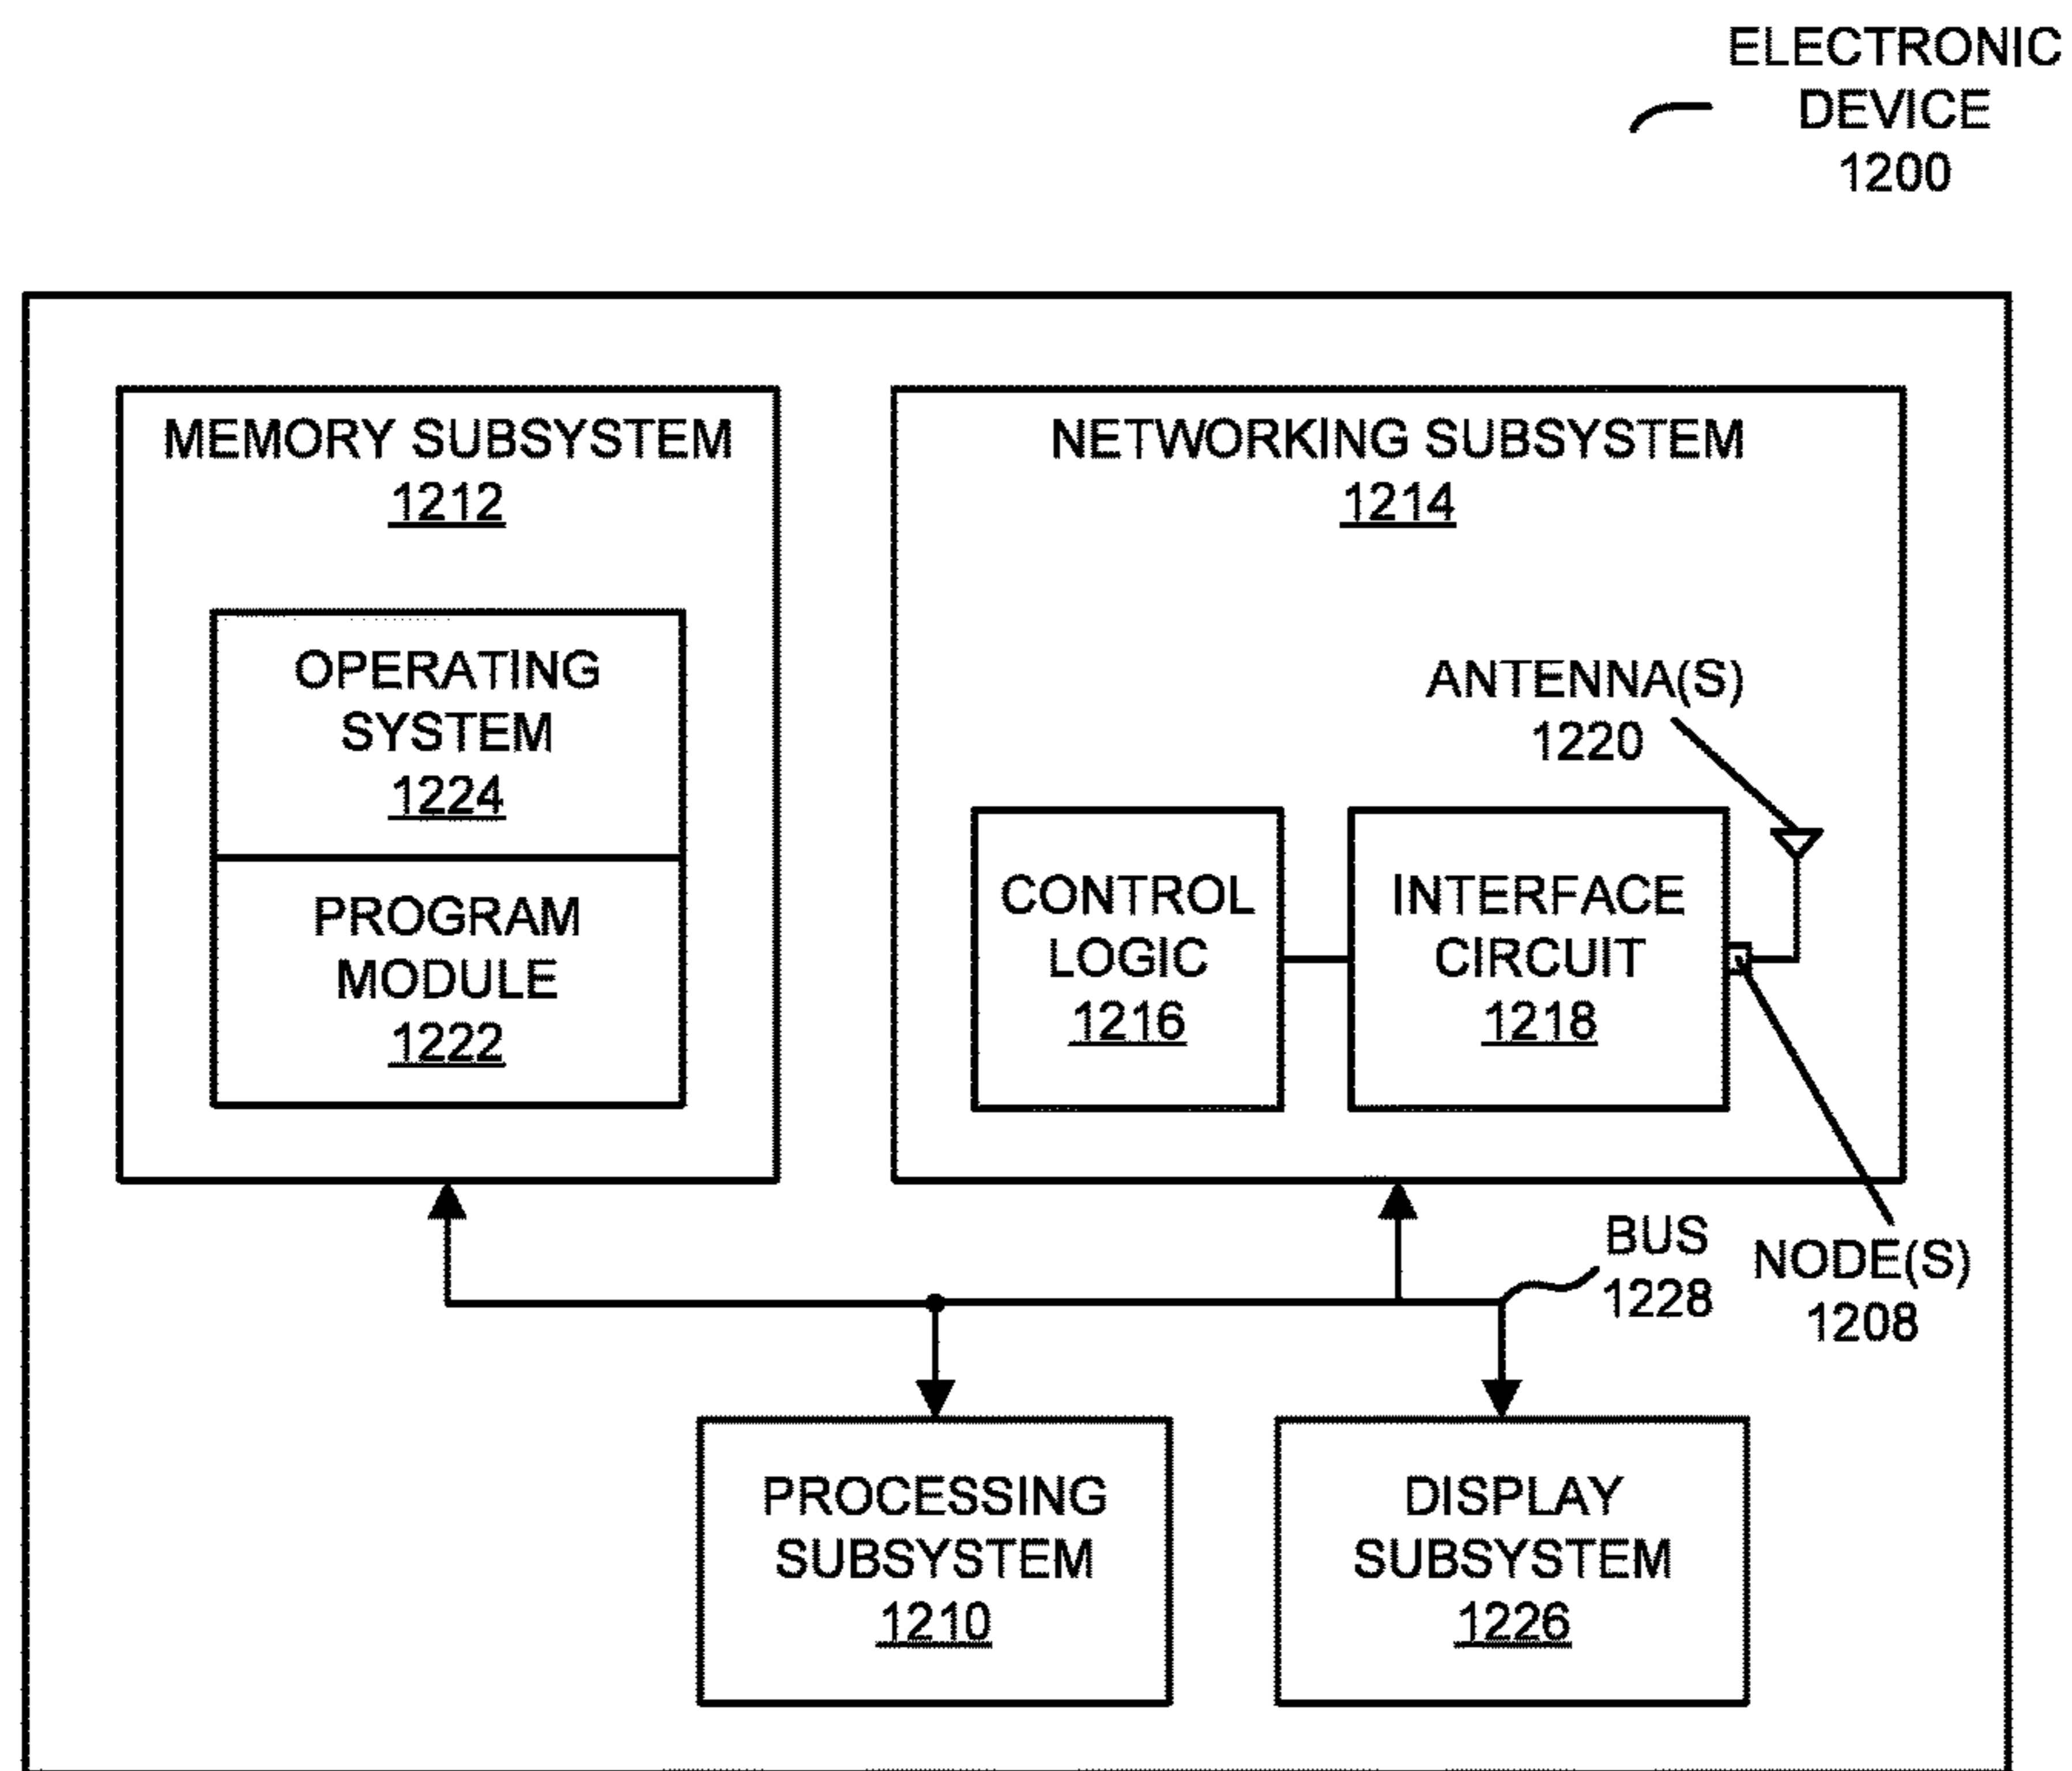 ELECTRONIC
DEVICE
1200
MEMORY SUBSYSTEM
1212
OPERATING
SYSTEM
1224
PROGRAM
MODULE
1222
NETWORKING SUBSYSTEM
1214
ANTENNA(S)
1220
CONTROL
LOGIC
1216
INTERFACE
CIRCUIT
1218
BUS
1228
NODE(S)
1208
PROCESSING
SUBSYSTEM
1210
DISPLAY
SUBSYSTEM
1226